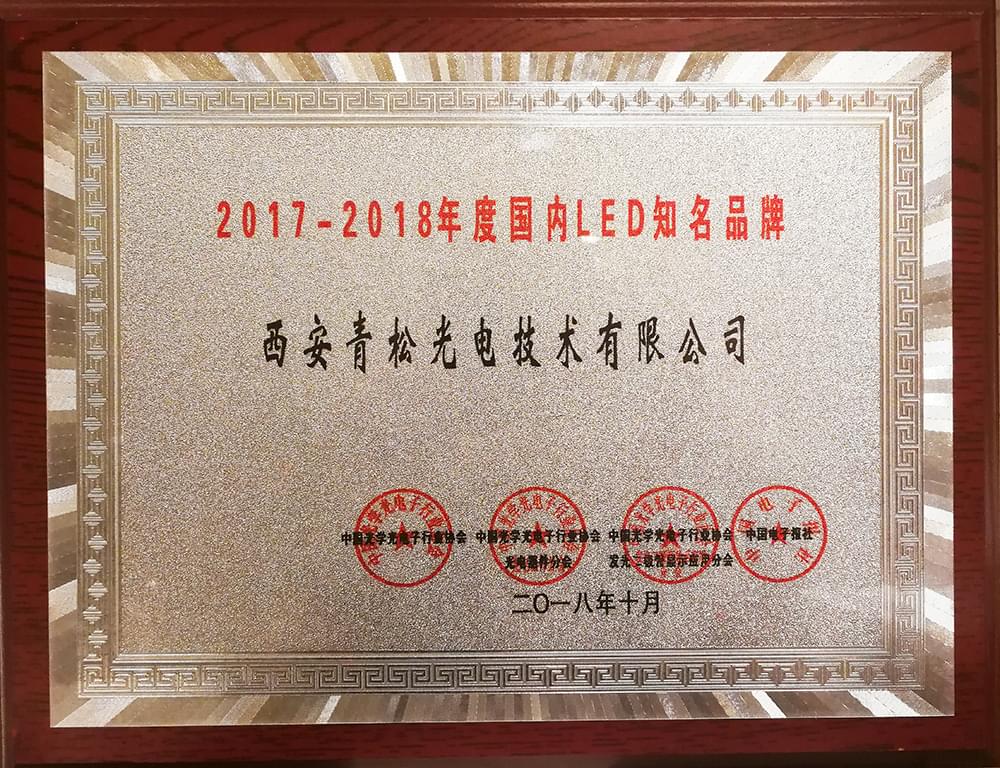 2017-2018年度国内LED知名品牌
西安青松光电技术有限公司
中国光学光电子行业协会 中国光学光电子行业协会 中国光学光电子行业协会 中国电子报社
光电器件分会 发光二极管显示应用分会
二〇一八年十月